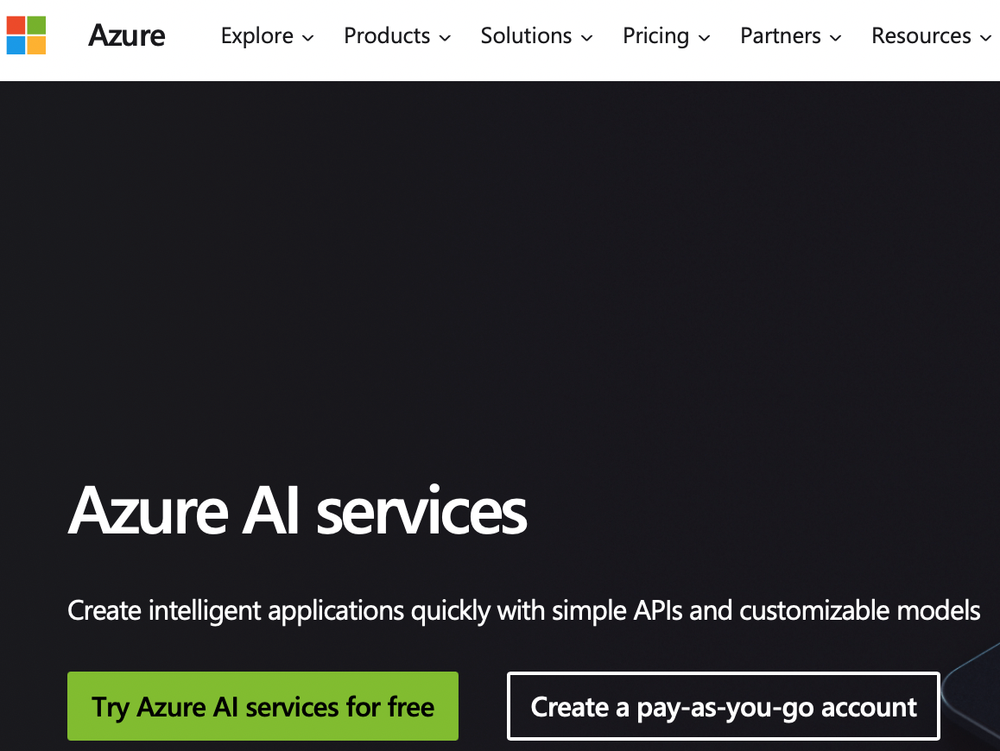 Azure Explore Products Solutions Pricing Partners Resources
Azure AI services
Create intelligent applications quickly with simple APIs and customizable models
Try Azure AI services for free Create a pay-as-you-go account